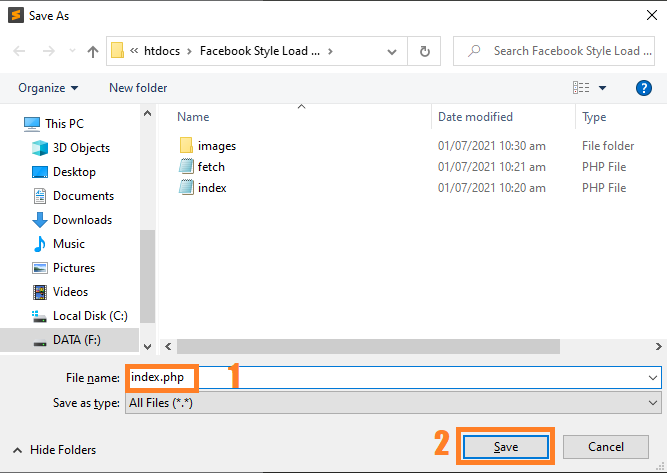 Save As
htdocs
Facebook Style Load ...
Search Facebook Style Load ...
Organize
New folder
?
This PC
3D Objects
Desktop
Documents
Downloads
Music
Pictures
Videos
Local Disk (C:)
DATA (F:)
Name Date modified Type
images 01/07/2021 10:30 am File folder
fetch 01/07/2021 10:21 am PHP File
index 01/07/2021 10:20 am PHP File
File name: index.php 1
Save as type: All Files (*.*)
Hide Folders
2 Save Cancel